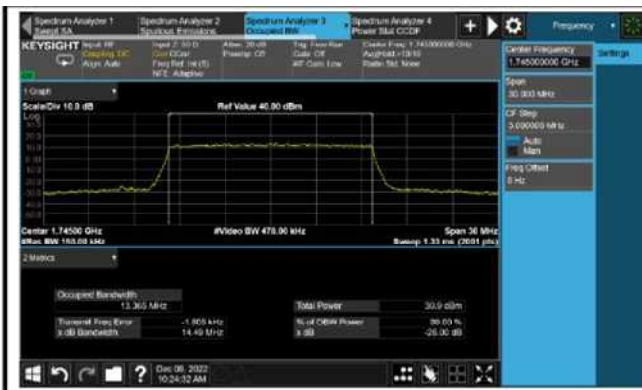 Spectrum Analyzer 1
Swept SA
Spectrum Analyzer 2
Spurious Emissions
Spectrum Analyzer 3
Occupied BW
Spectrum Analyzer 4
Power Stat CCDF
Frequency
KEYSIGHT
Input: RF
Coupling: DC
Align: Auto
Input Z: 50 Ω
Corr CCorr
Freq Ref: Int (S)
NFE: Adaptive
Atten: 20 dB
Preamp: Off
Trig: Free Run
Gate: Off
#IF Gain: Low
Center Freq: 1.745000000 GHz
Avg|Hold:>10/10
Radio Std: None
Center Frequency
1.745000000 GHz
Settings
Span
30.000 MHz
CF Step
3.000000 MHz
Auto
Man
Freq Offset
0 Hz
1 Graph
Scale/Div 10.0 dB
Ref Value 40.00 dBm
Log
Center 1.74500 GHz
#Res BW 150.00 kHz
#Video BW 470.00 kHz
Span 30 MHz
Sweep 1.33 ms (2001 pts)
2 Metrics
Occupied Bandwidth
13.365 MHz
Total Power
30.9 dBm
Transmit Freq Error
-1.805 kHz
% of OBW Power
99.00 %
x dB Bandwidth
14.49 MHz
x dB
-26.00 dB
Dec 08, 2022
10:24:32 AM